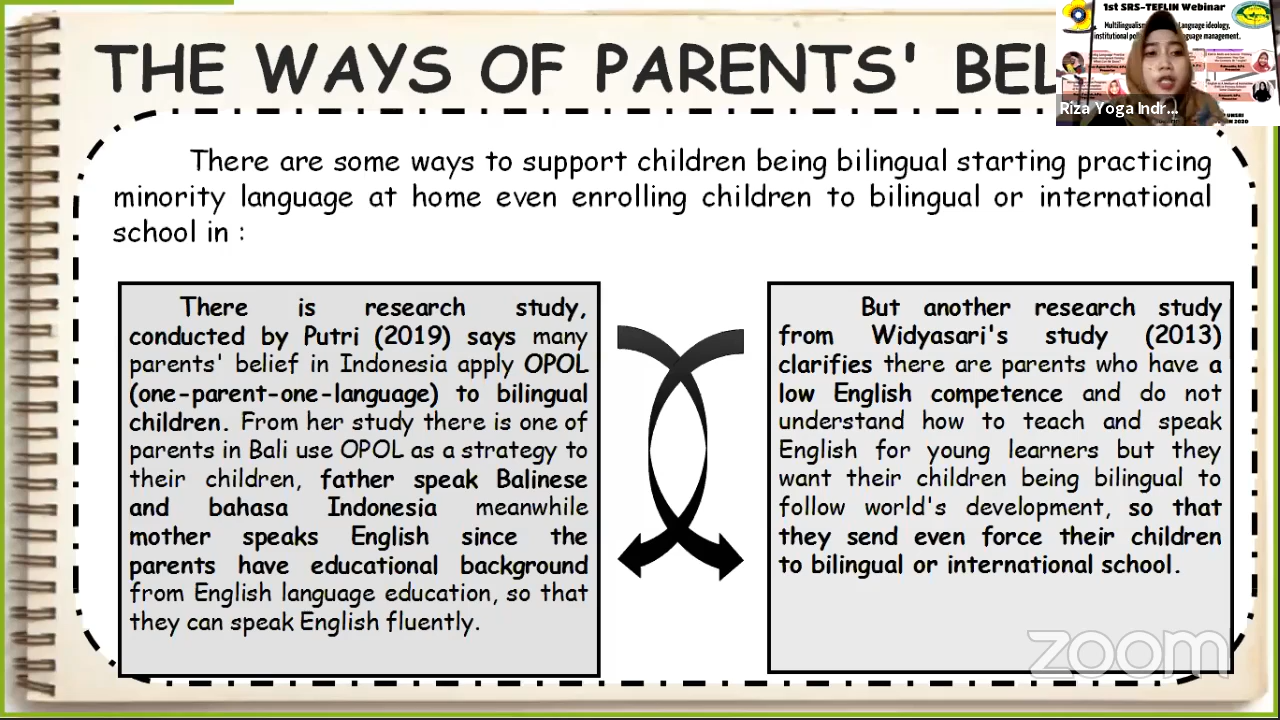 THE WAYS OF PARENTS' BEL
1st SRS-TEFLIN Webinar
Riza Yoga Indr...
There are some ways to support children being bilingual starting practicing
minority language at home even enrolling children to bilingual or international
school in :
There is research study,
conducted by Putri (2019) says many
parents' belief in Indonesia apply OPOL
(one-parent-one-language) to bilingual
children. From her study there is one of
parents in Bali use OPOL as a strategy to
their children, father speak Balinese
and bahasa Indonesia meanwhile
mother speaks English since the
parents have educational background
from English language education, so that
they can speak English fluently.
But another research study
from Widyasari's study (2013)
clarifies there are parents who have a
low English competence and do not
understand how to teach and speak
English for young learners but they
want their children being bilingual to
follow world's development, so that
they send even force their children
to bilingual or international school.
zoom